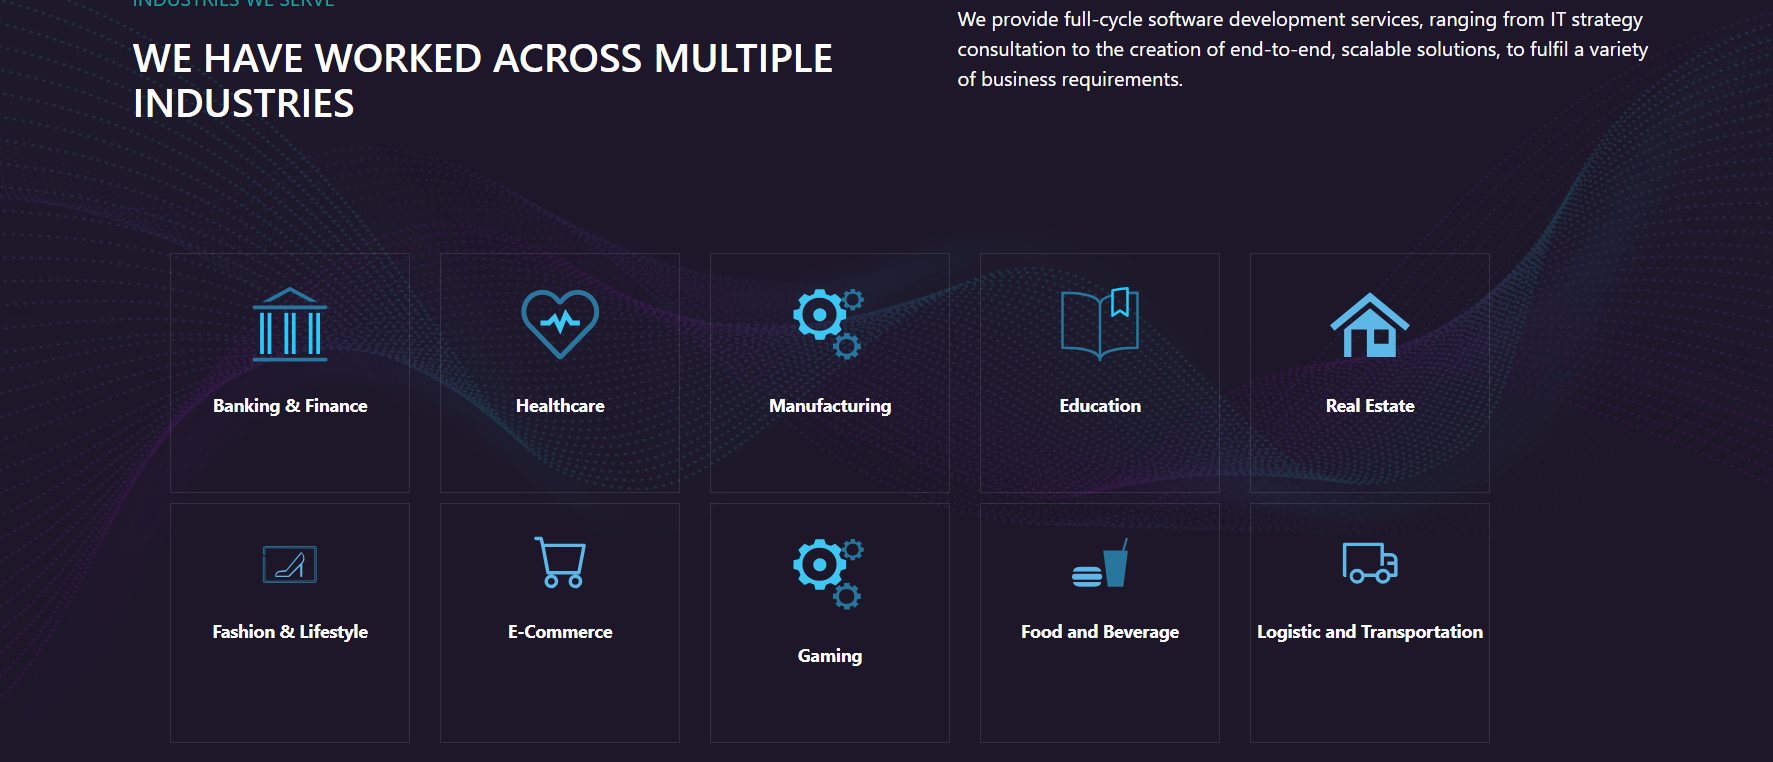 INDUSTRIES WE SERVE
WE HAVE WORKED ACROSS MULTIPLE
INDUSTRIES
We provide full-cycle software development services, ranging from IT strategy
consultation to the creation of end-to-end, scalable solutions, to fulfil a variety
of business requirements.
Banking & Finance
Healthcare
Manufacturing
Education
Real Estate
Fashion & Lifestyle
E-Commerce
Gaming
Food and Beverage
Logistic and Transportation